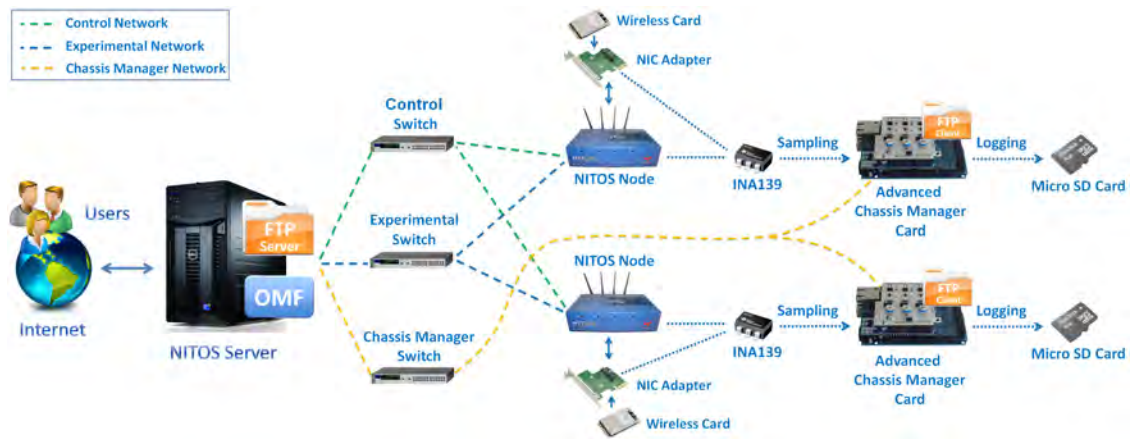 Control Network
Experimental Network
Chassis Manager Network
Wireless Card
NIC Adapter
Control
Switch
NITOS Node
INA139
Sampling
FTP
Client
Logging
Advanced
Chassis Manager
Card
Micro SD Card
Users
Internet
FTP
Server
OMF
NITOS Server
Experimental
Switch
NITOS Node
Chassis Manager
Switch
INA139
Sampling
FTP
Client
Logging
Advanced
Chassis Manager
Card
Micro SD Card
NIC Adapter
Wireless Card